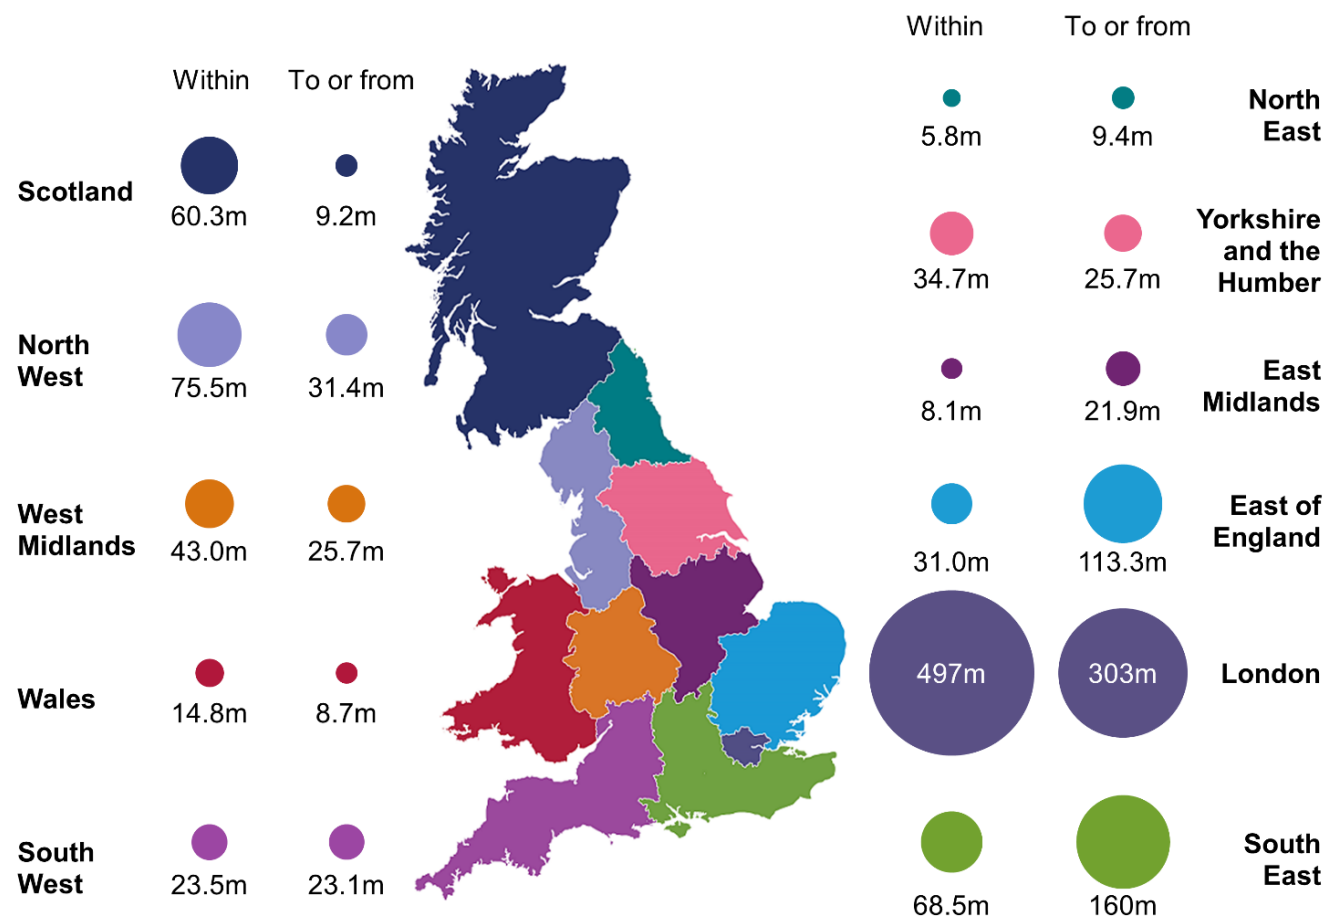 Within To or from
Scotland
60.3m 9.2m
North
West
75.5m 31.4m
West
Midlands
43.0m 25.7m
Wales
14.8m 8.7m
South
West
23.5m 23.1m
Within To or from
North
East
5.8m 9.4m
Yorkshire
and the
Humber
34.7m 25.7m
East
Midlands
8.1m 21.9m
East of
England
31.0m 113.3m
497m 303m London
South
East
68.5m 160m